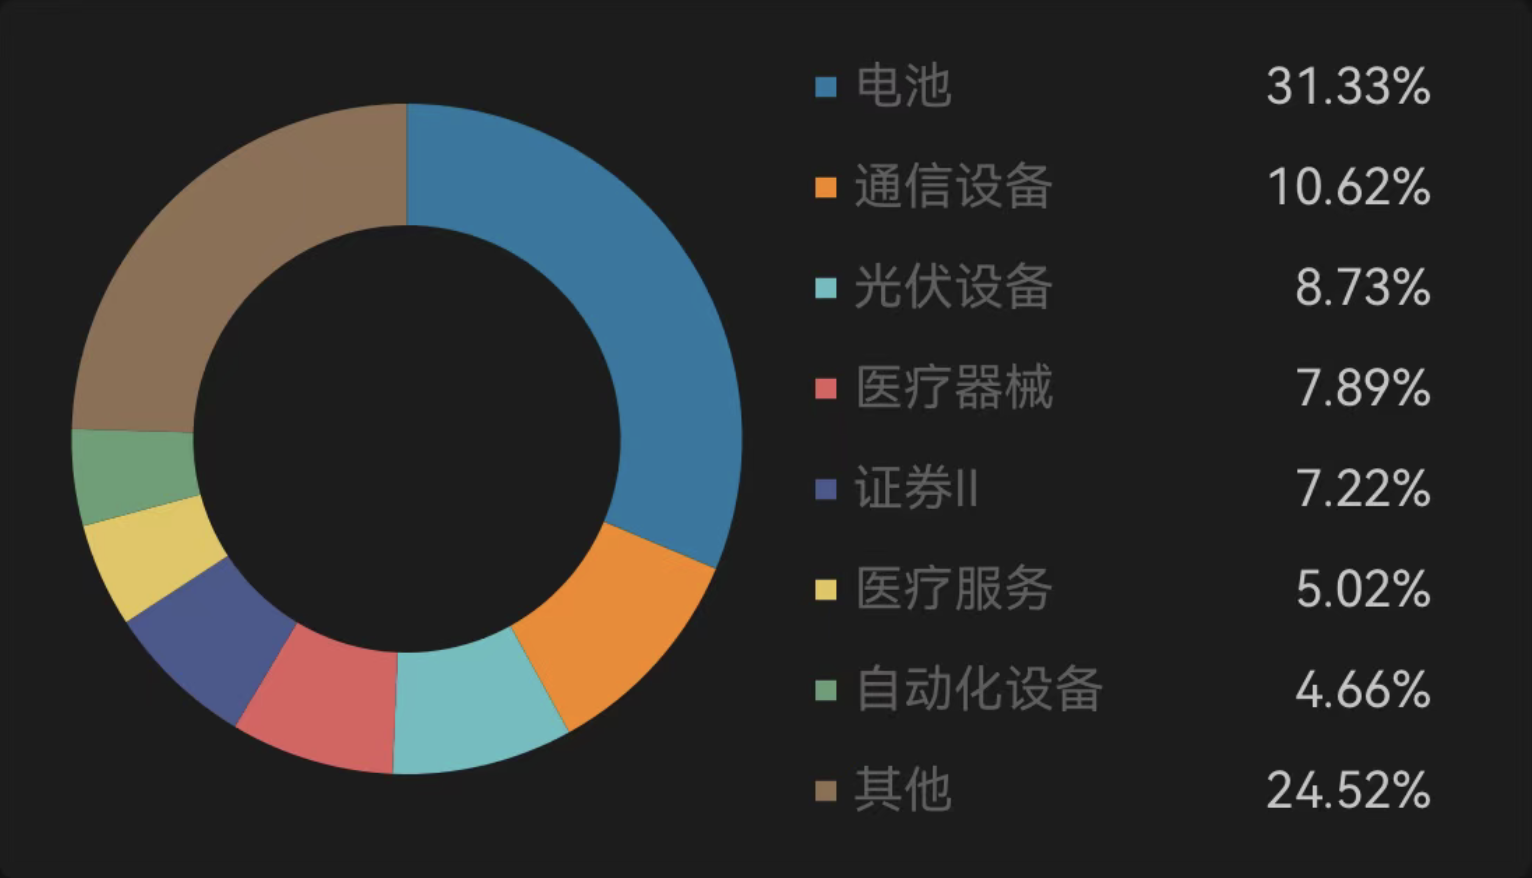 电池 31.33%
通信设备 10.62%
光伏设备 8.73%
医疗器械 7.89%
证券II 7.22%
医疗服务 5.02%
自动化设备 4.66%
其他 24.52%